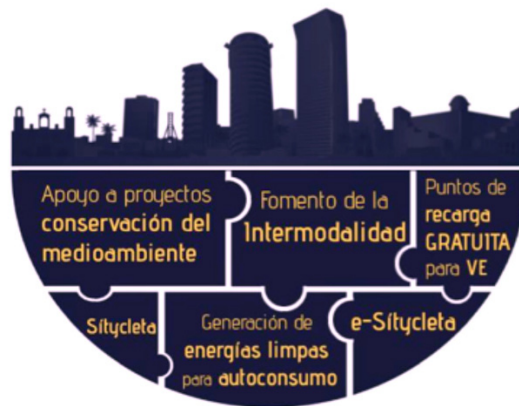 Apoyo a proyectos
conservación del
medioambiente
Fomento de la
Intermodalidad
Puntos de
recarga
GRATUITA
para VE
Sítycleta
Generación de
energías limpas
para autoconsumo
e-Sítycleta